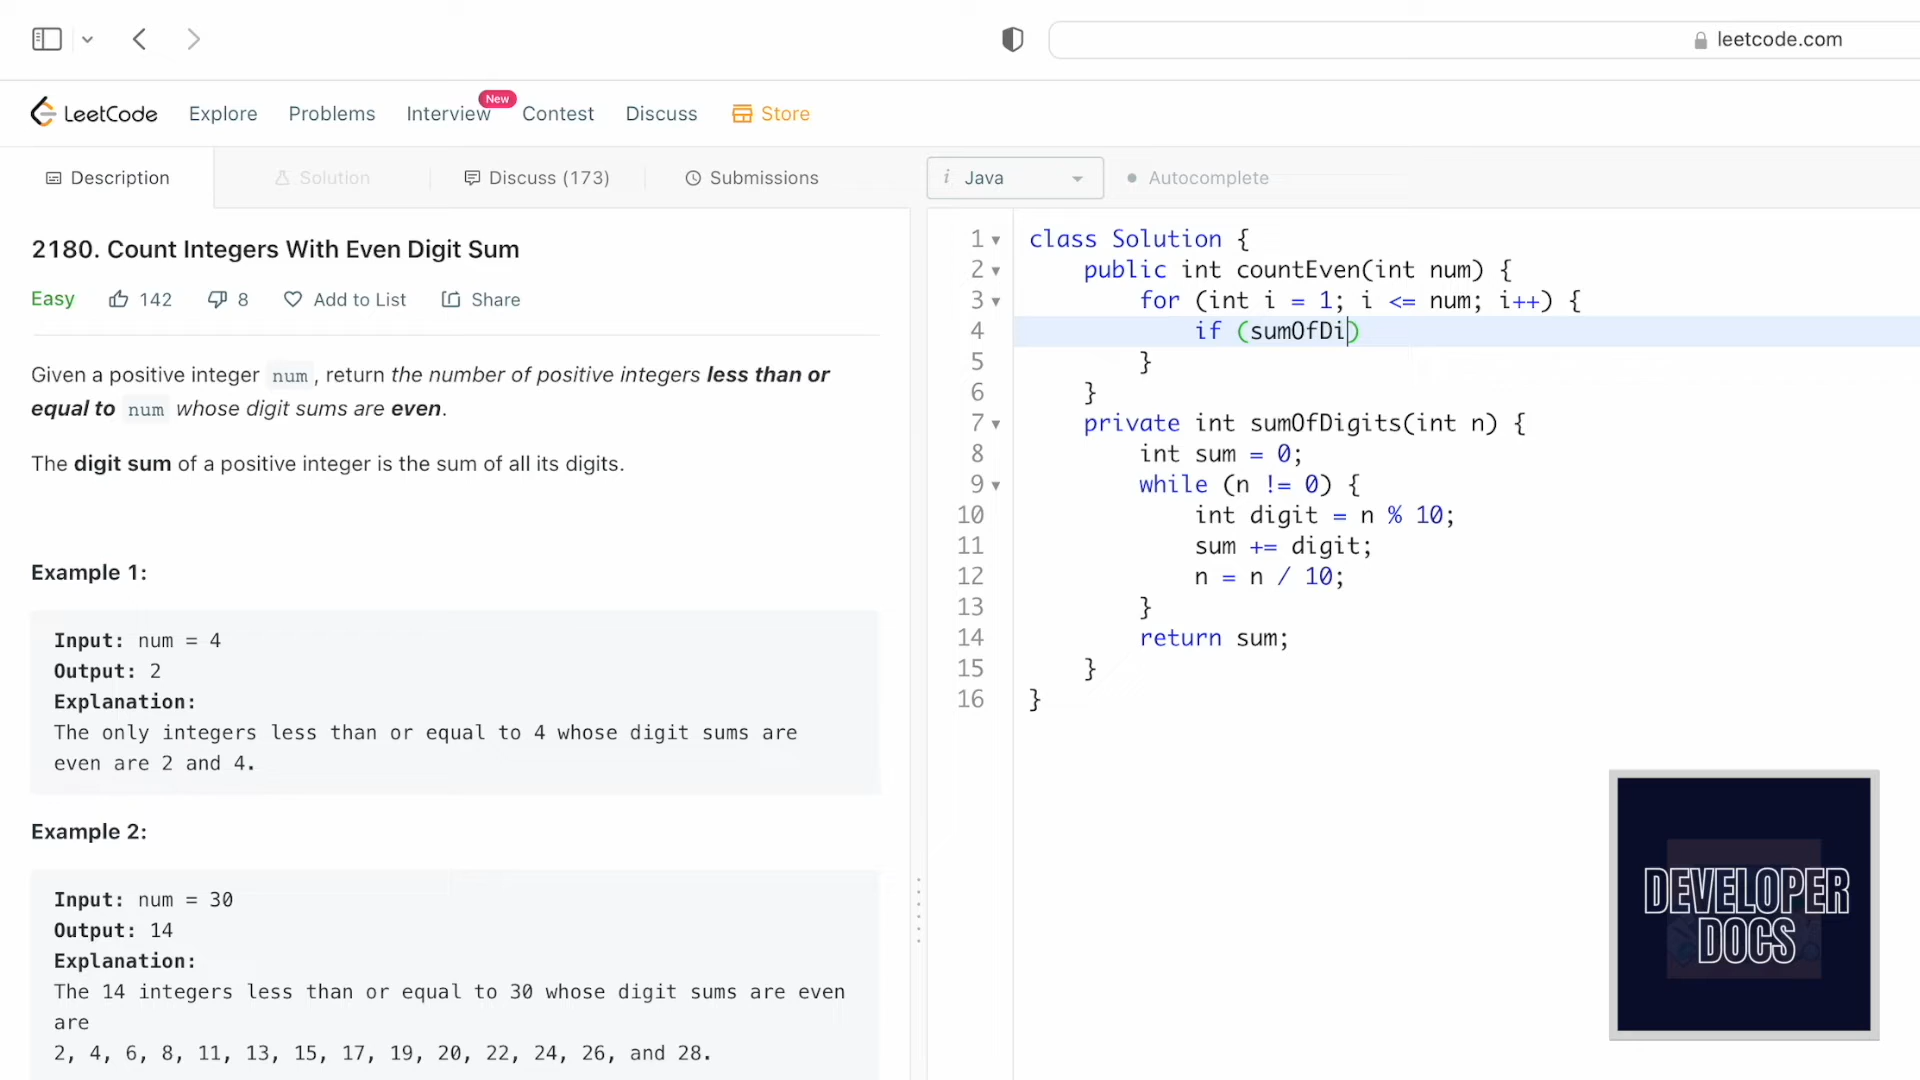 leetcode.com
LeetCode Explore Problems Interview New Contest Discuss Store
Description Solution Discuss (173) Submissions
i Java Autocomplete
2180. Count Integers With Even Digit Sum
Easy 142 8 Add to List Share
Given a positive integer num, return the number of positive integers less than or
equal to num whose digit sums are even.
The digit sum of a positive integer is the sum of all its digits.
Example 1:
Input: num = 4
Output: 2
Explanation:
The only integers less than or equal to 4 whose digit sums are
even are 2 and 4.
Example 2:
Input: num = 30
Output: 14
Explanation:
The 14 integers less than or equal to 30 whose digit sums are even
are
2, 4, 6, 8, 11, 13, 15, 17, 19, 20, 22, 24, 26, and 28.
1 class Solution {
2 public int countEven(int num) {
3 for (int i = 1; i <= num; i++) {
4 if (sumOfDi)
5 }
6 }
7 private int sumOfDigits(int n) {
8 int sum = 0;
9 while (n != 0) {
10 int digit = n % 10;
11 sum += digit;
12 n = n / 10;
13 }
14 return sum;
15 }
16 }
DEVELOPER
DOCS